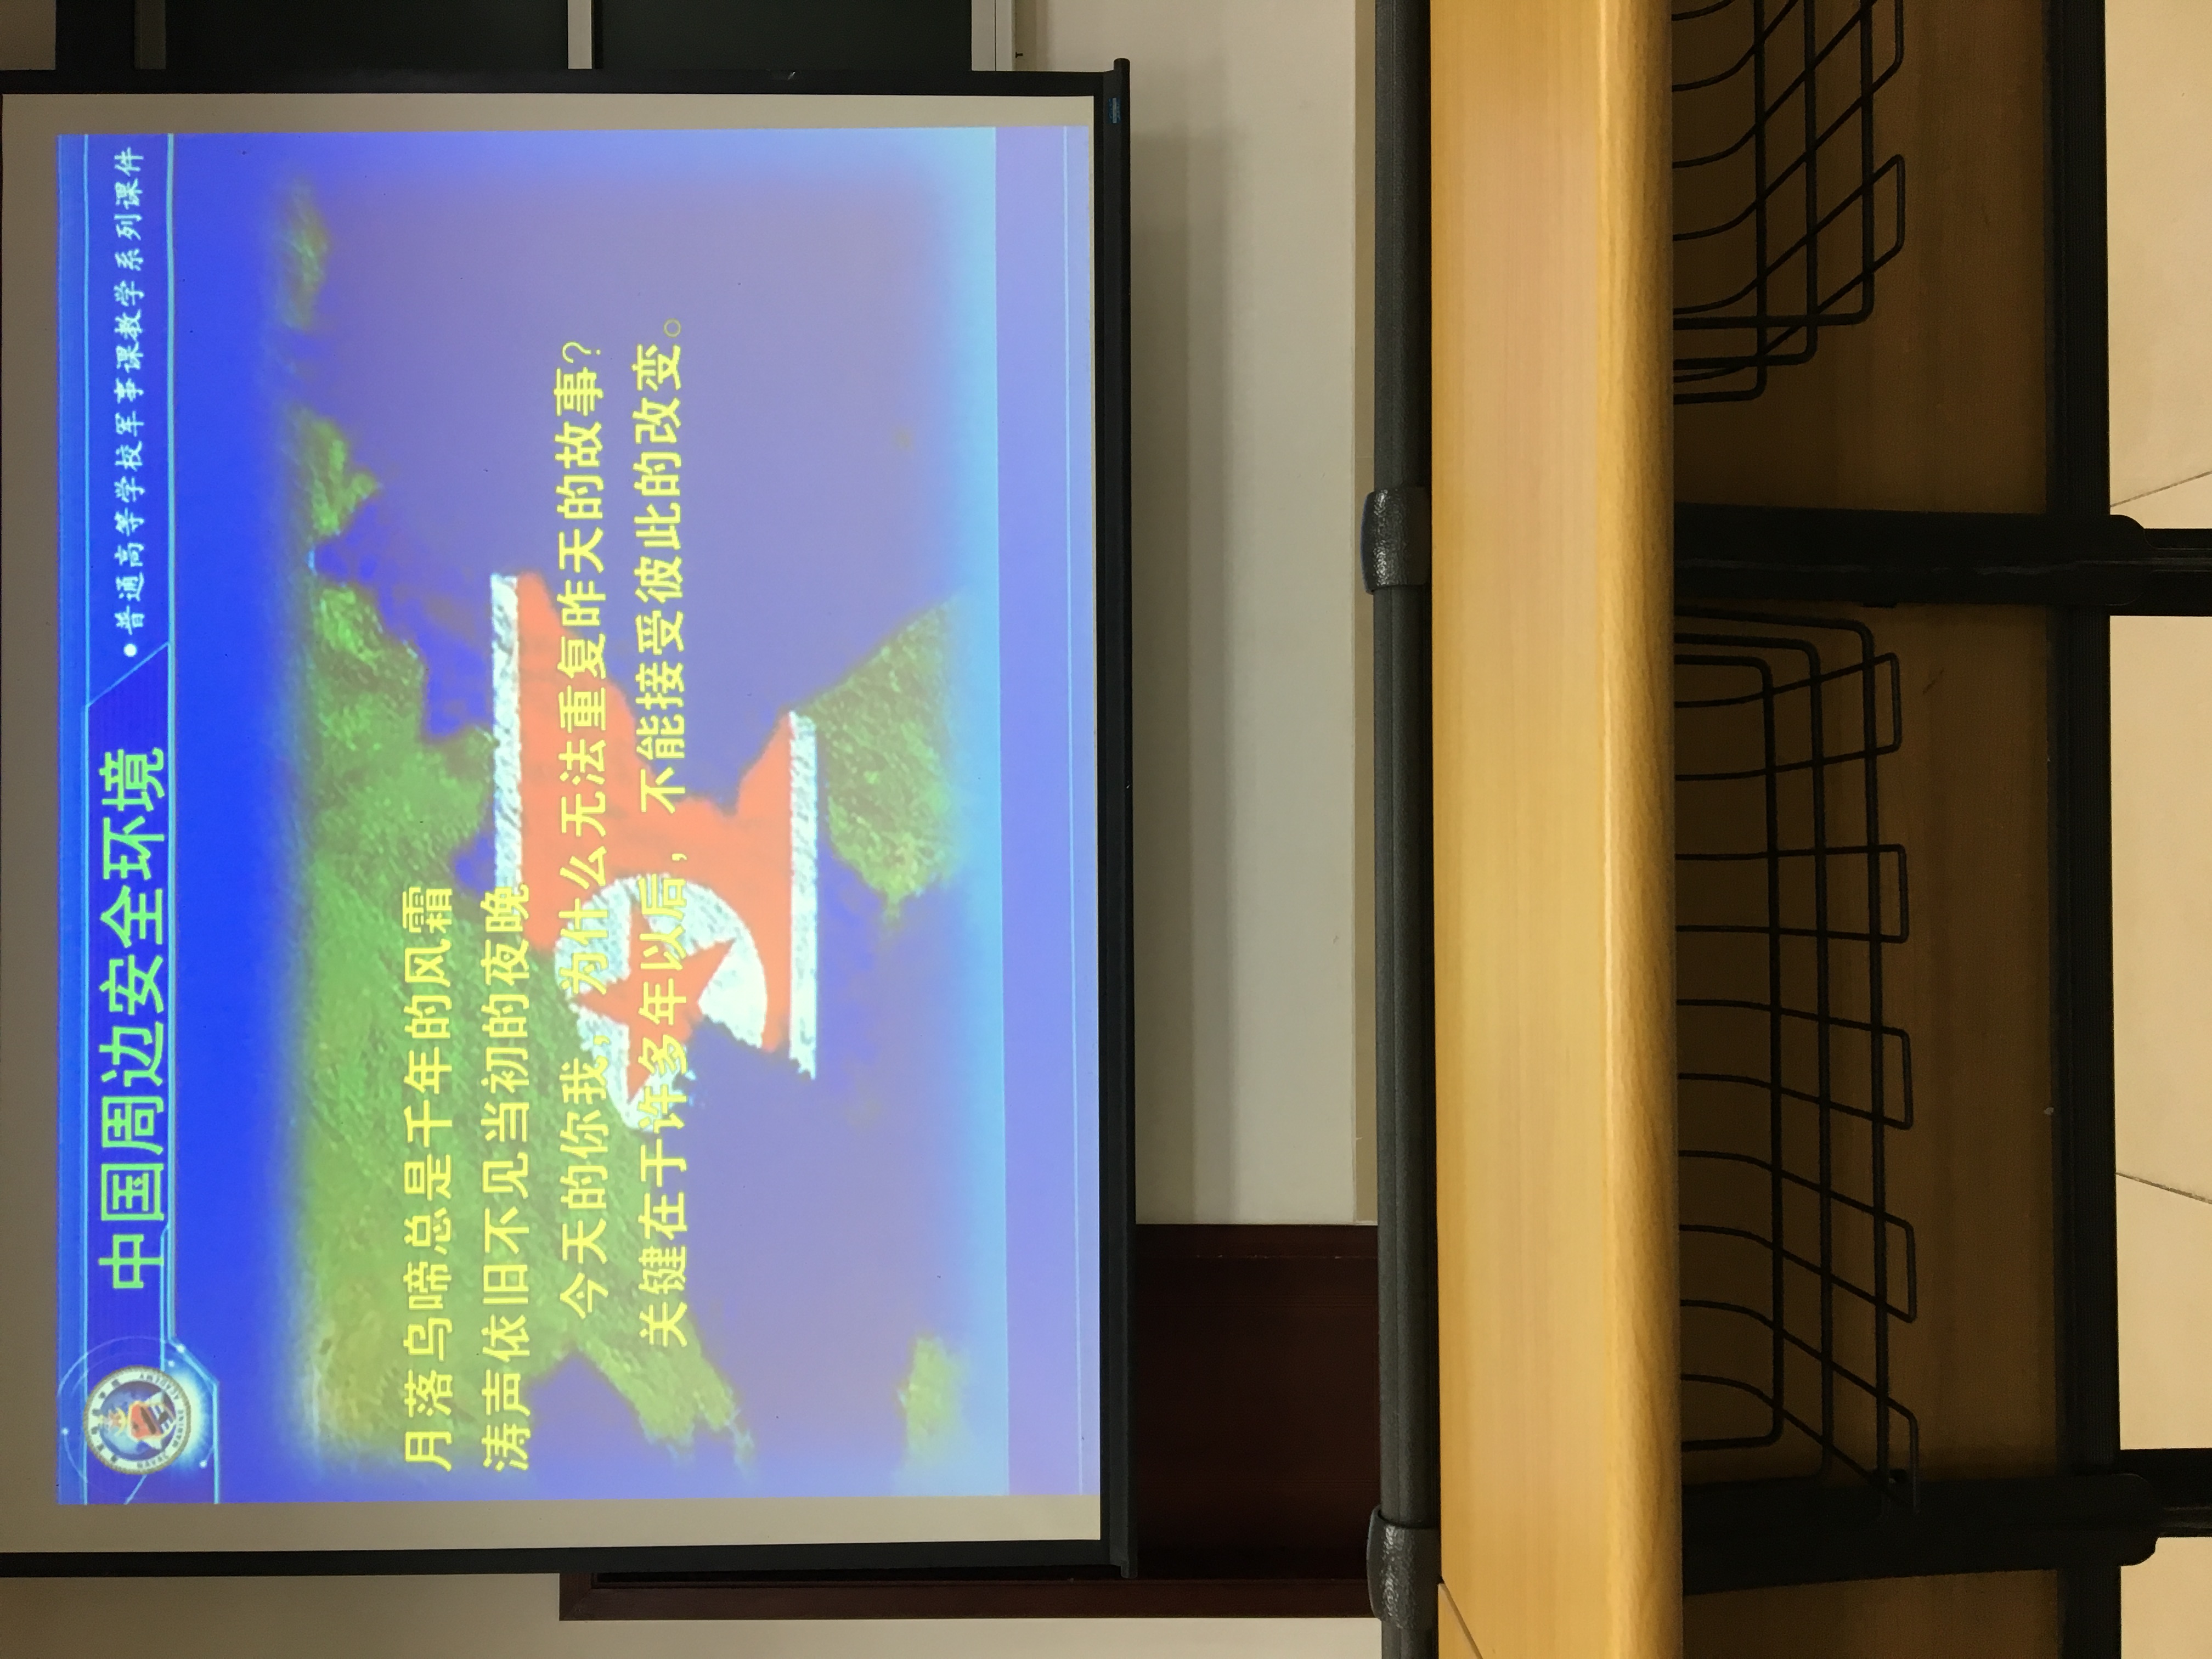 中国周边安全环境
•普通高等学校军事课教学系列课件
月落乌啼总是千年的风霜
涛声依旧不见当初的夜晚
今天的你我，为什么无法重复昨天的故事？
关键在于许多年以后，不能接受彼此的改变。